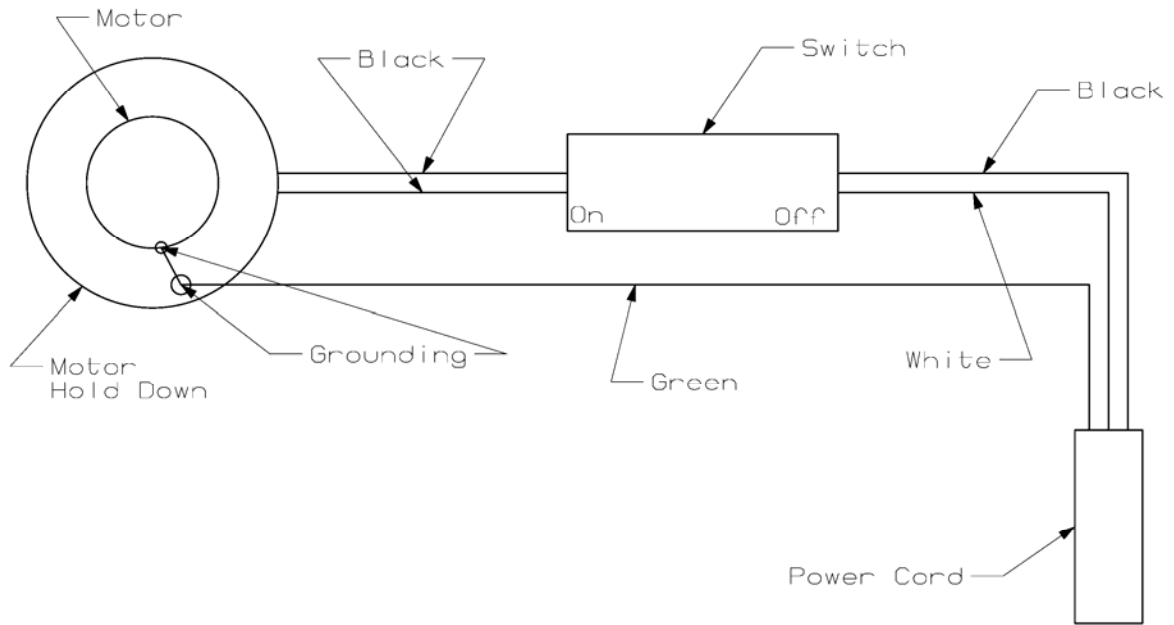 Motor
Black
Switch
Black
On
Off
Grounding
Motor
Hold Down
Green
White
Power Cord